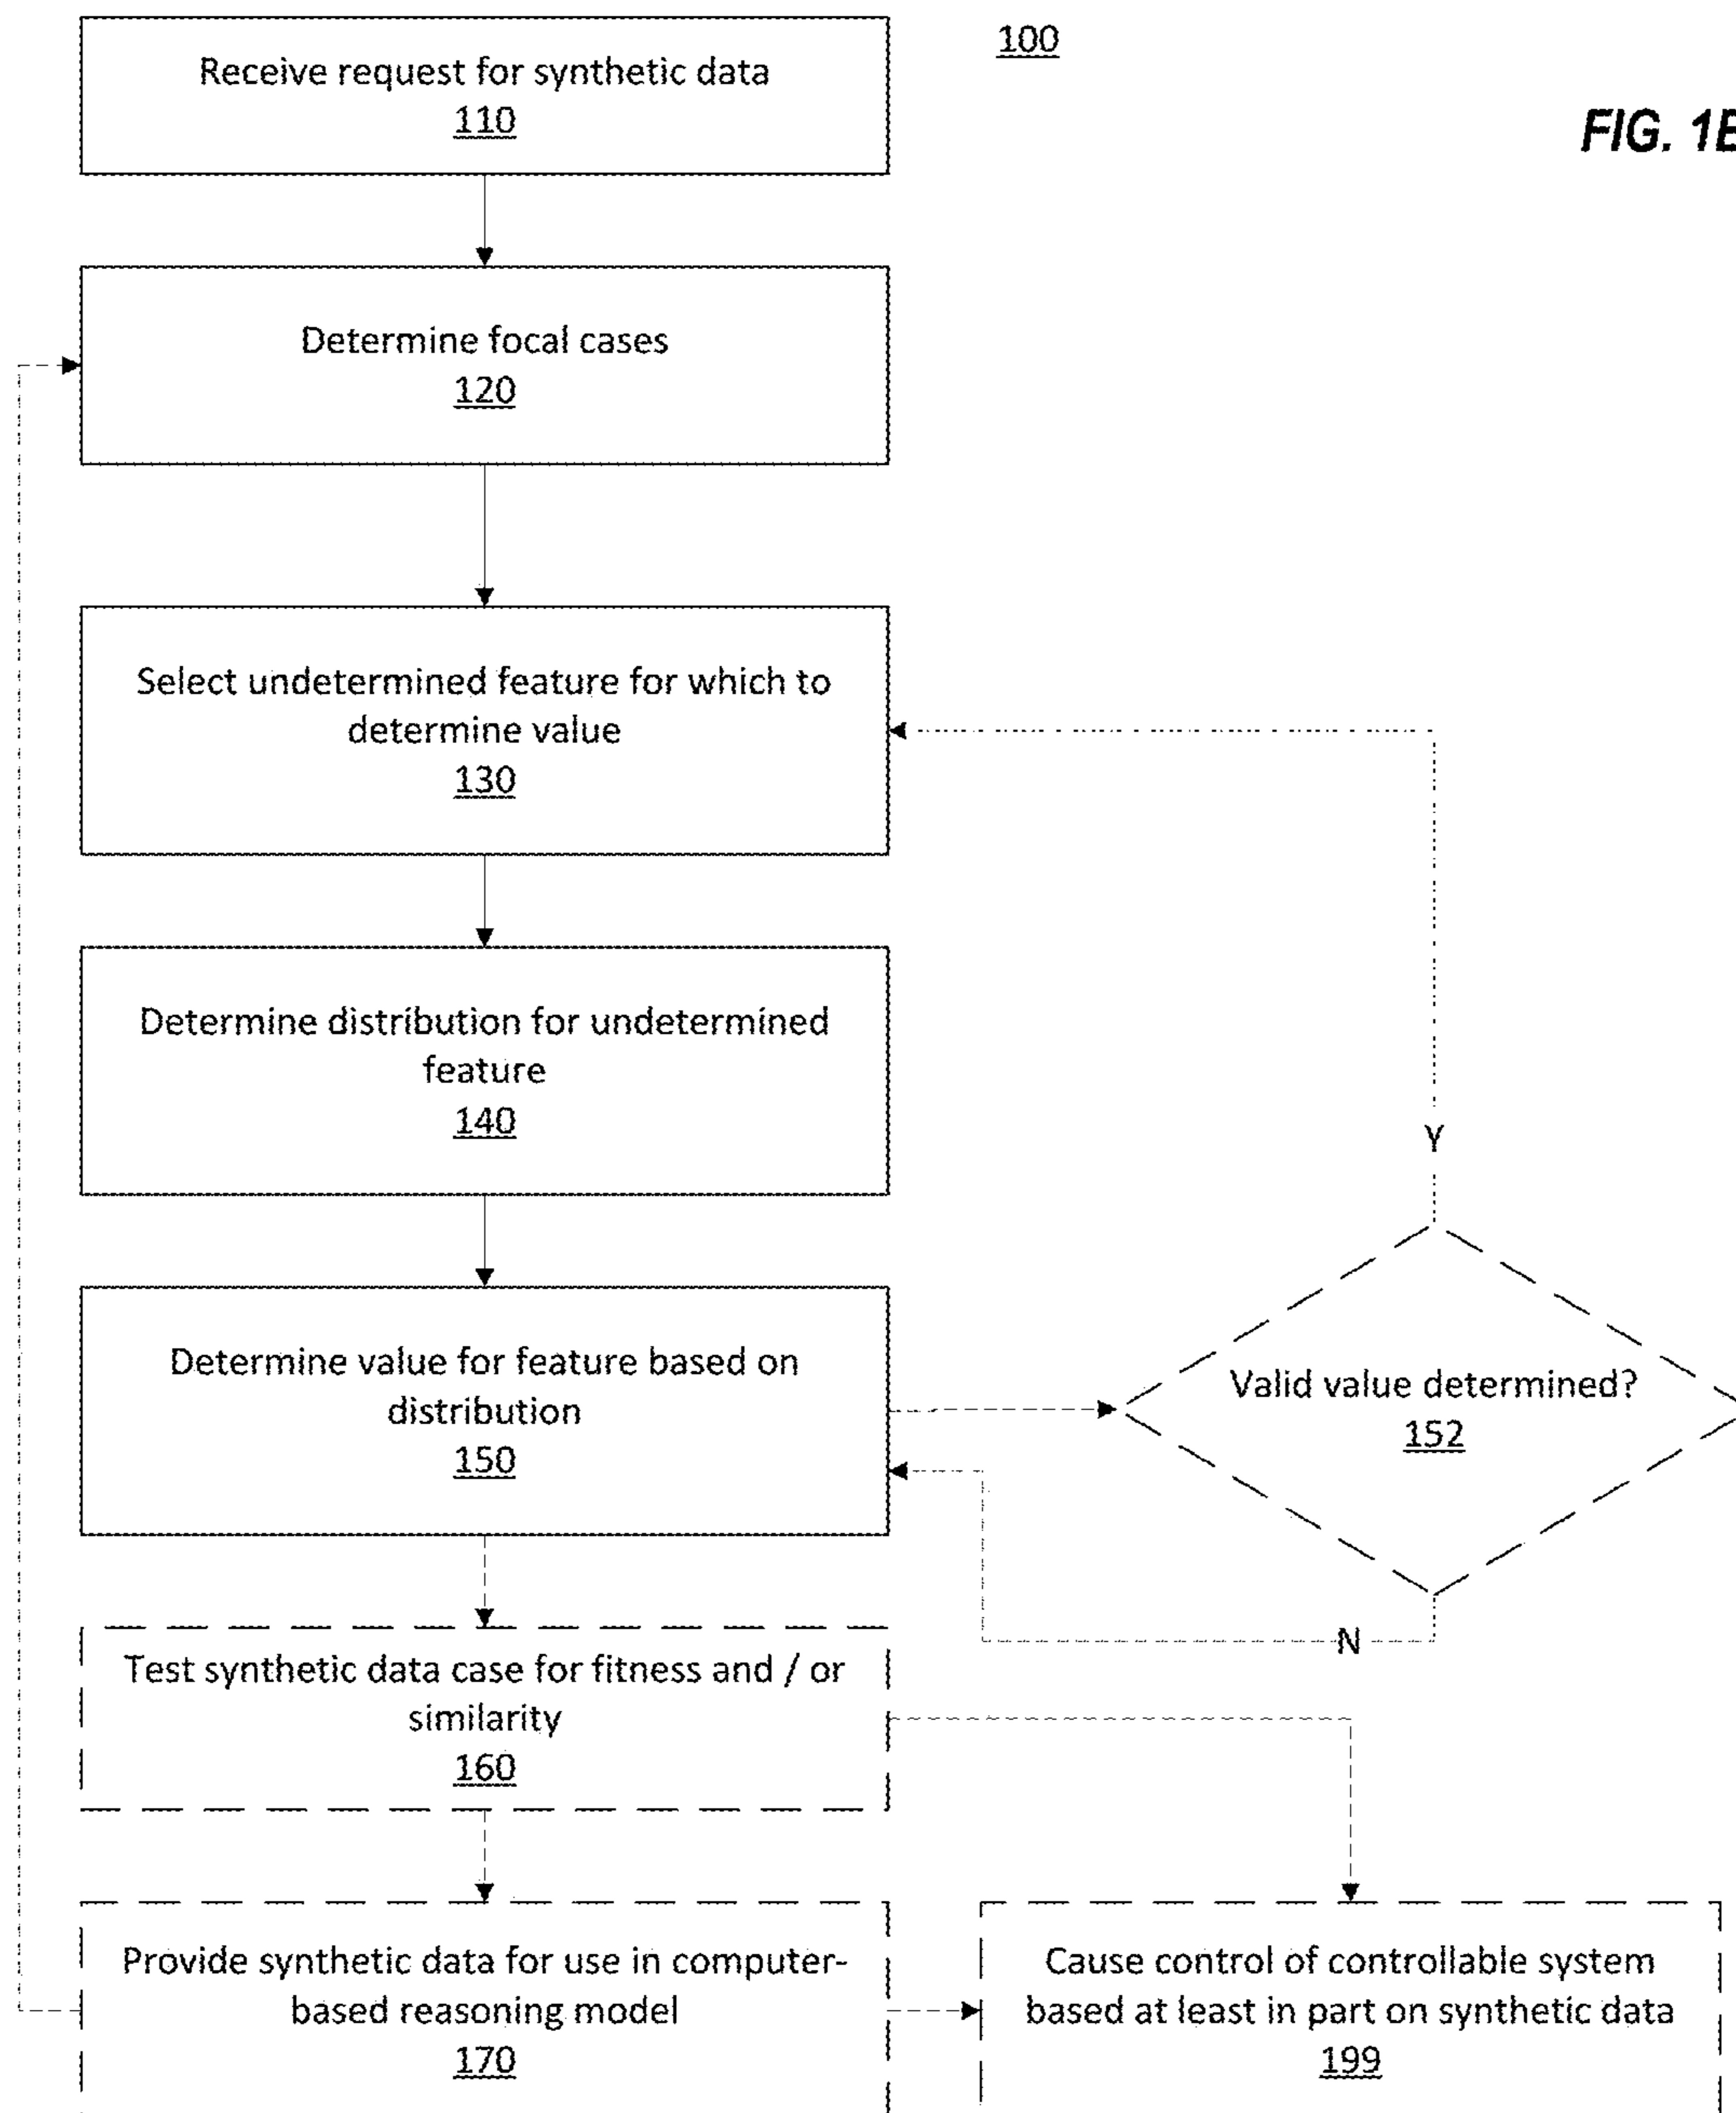 100
FIG. 1B
Receive request for synthetic data
110
Determine focal cases
120
Select undetermined feature for which to
determine value
130
Determine distribution for undetermined
feature
140
Y
Determine value for feature based on
distribution
150
Valid value determined?
152
N
Test synthetic data case for fitness and / or
similarity
160
Provide synthetic data for use in computer-
based reasoning model
170
Cause control of controllable system
based at least in part on synthetic data
199